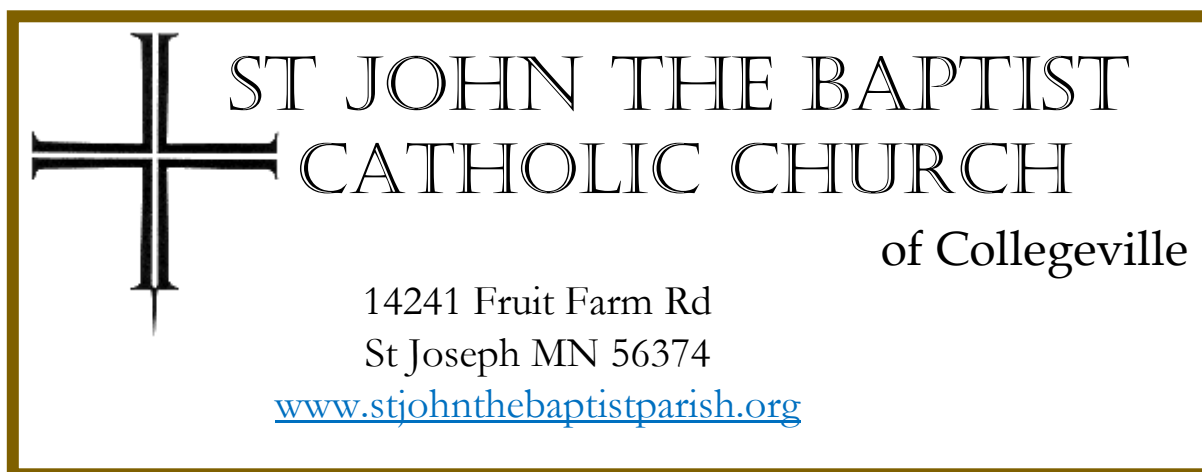 ST JOHN THE BAPTIST
CATHOLIC CHURCH
of Collegeville
14241 Fruit Farm Rd
St Joseph MN 56374
www.stjohnthebaptistparish.org